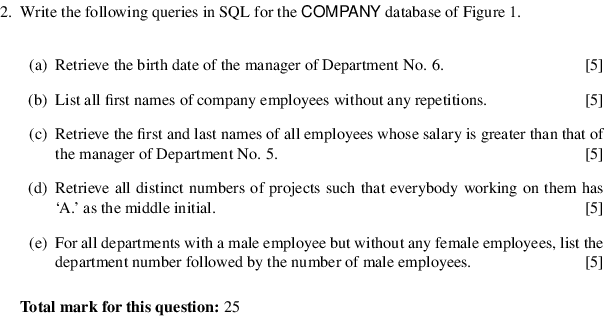 2. Write the following queries in SQL for the COMPANY database of Figure 1.
(a) Retrieve the birth date of the manager of Department No. 6. [5]
(b) List all first names of company employees without any repetitions. [5]
(c) Retrieve the first and last names of all employees whose salary is greater than that of
the manager of Department No. 5. [5]
(d) Retrieve all distinct numbers of projects such that everybody working on them has
‘A.’ as the middle initial. [5]
(e) For all departments with a male employee but without any female employees, list the
department number followed by the number of male employees. [5]
Total mark for this question: 25